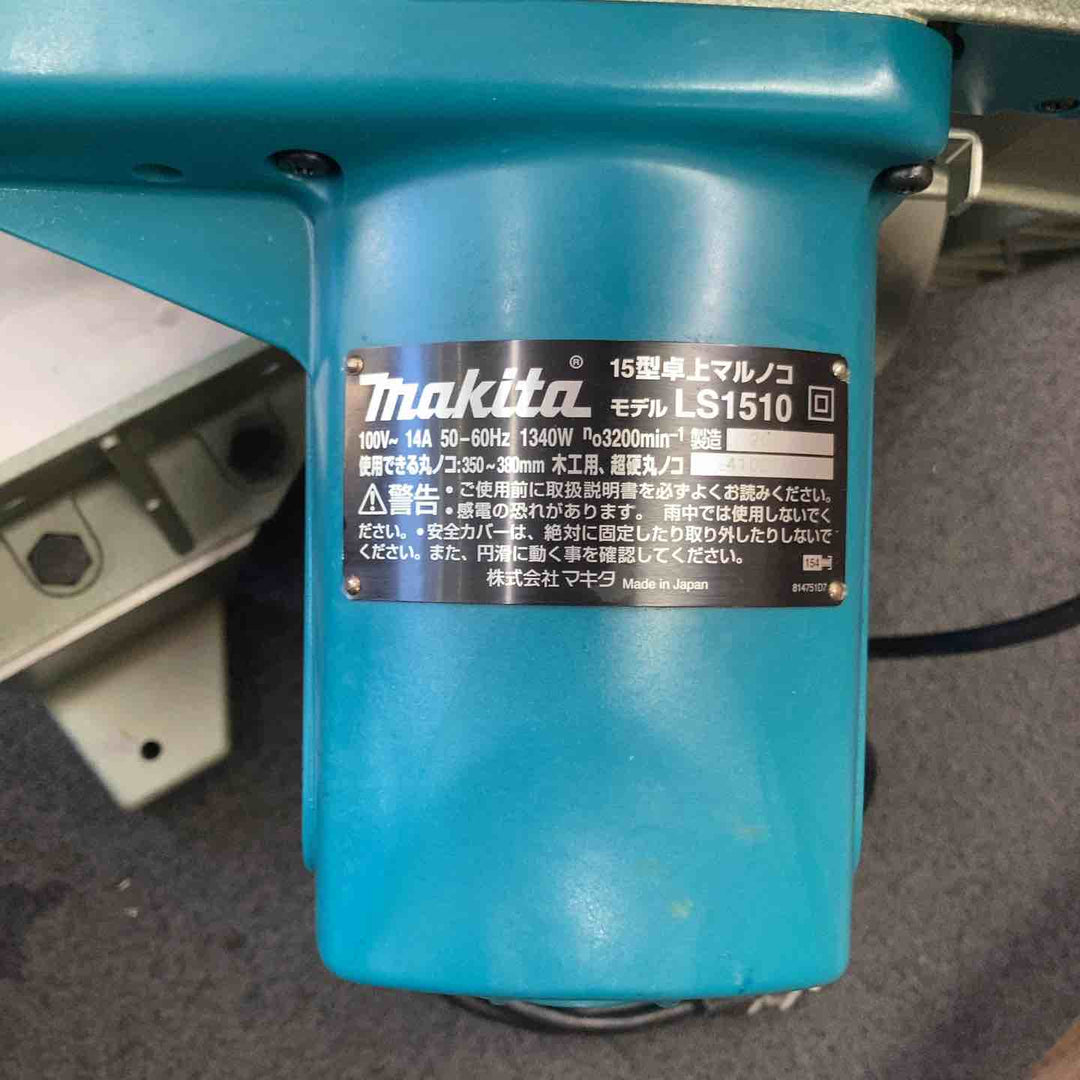 makita® 15型卓上マルノコ
モデル LS1510
100V~ 14A 50-60Hz 1340W n₀3200min⁻¹ 製造
使用できる丸ノコ:350~380mm 木工用、超硬丸ノコ
警告 • ご使用前に取扱説明書を必ずよくお読みください。
• 感電の恐れがあります。 雨中では使用しないでく
ださい。• 安全カバーは、絶対に固定したり取り外したりしないで
ください。また、円滑に動く事を確認してください。
154
株式会社マキタ Made in Japan 814751D7